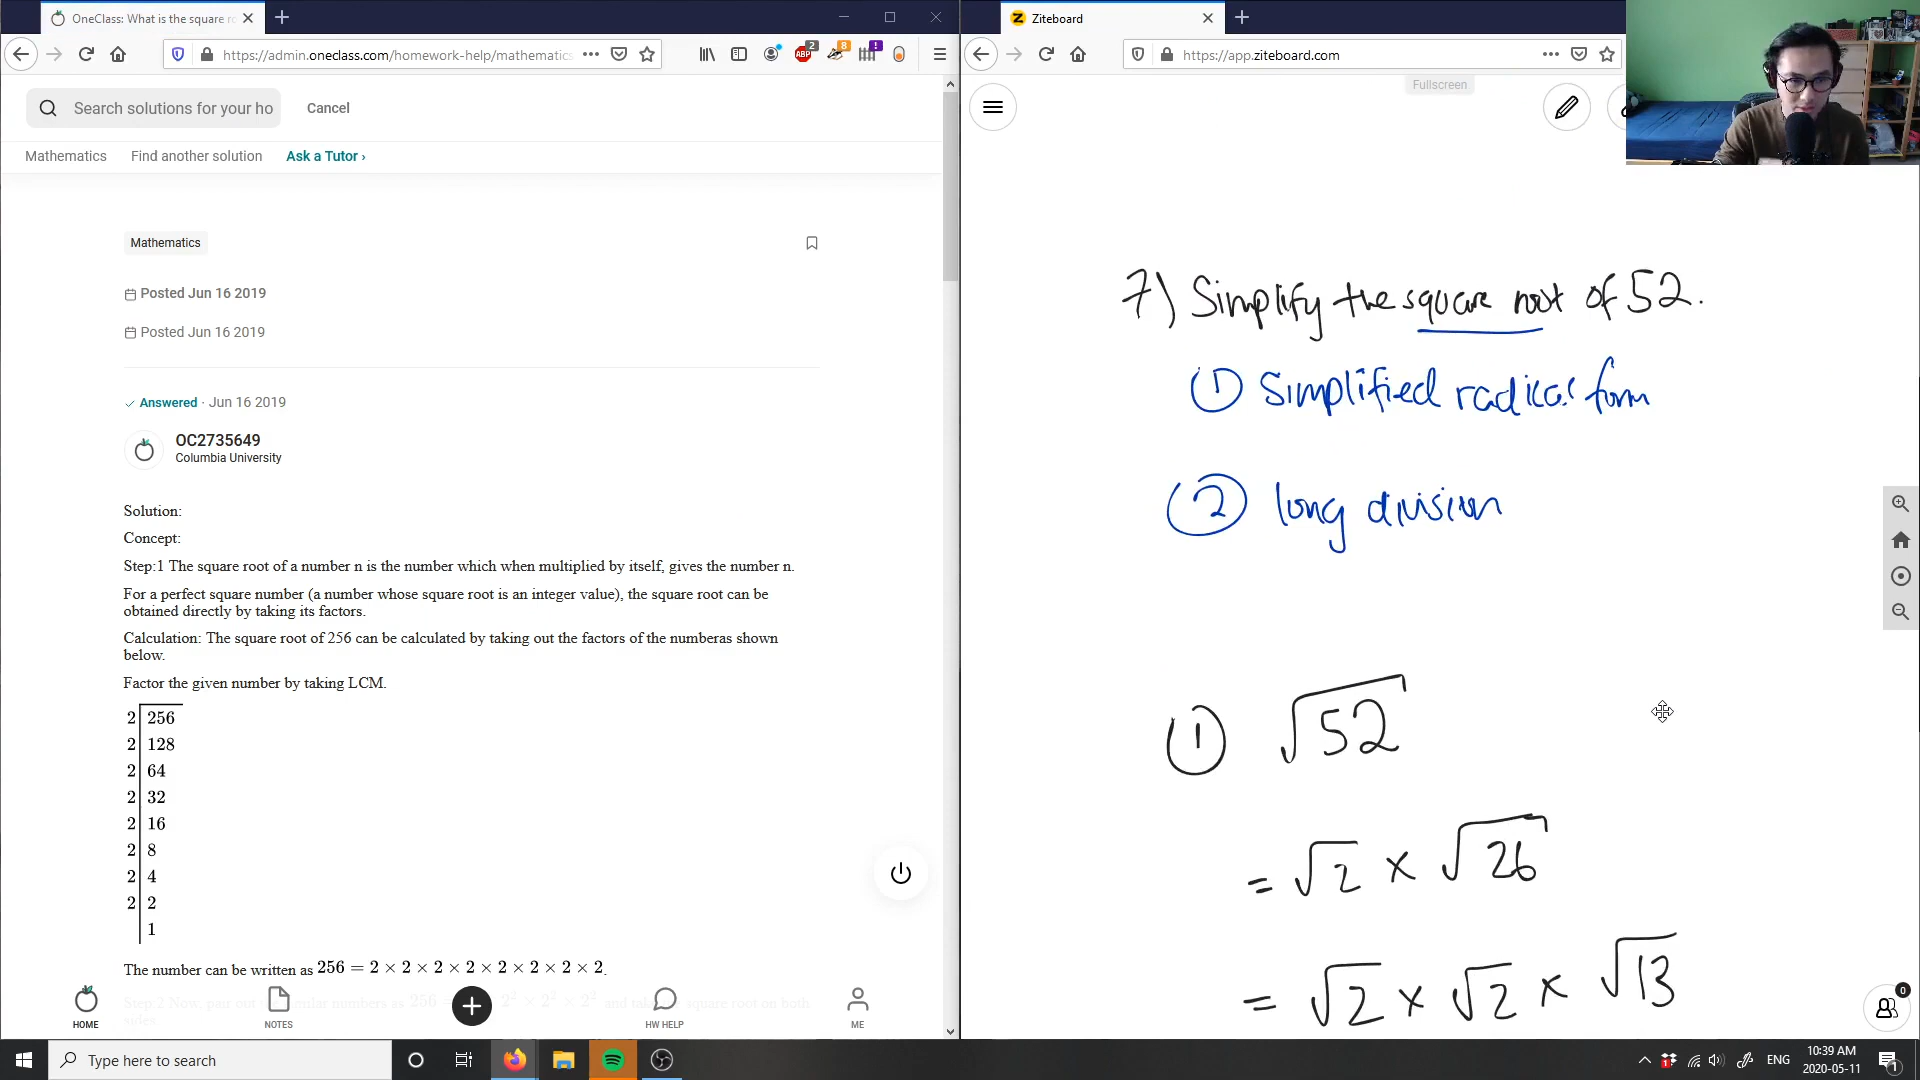 OneClass: What is the square ro
Ziteboard
https://admin.oneclass.com/homework-help/mathematics
2
8
!
https://app.ziteboard.com
Fullscreen
Search solutions for your ho
Cancel
Mathematics
Find another solution
Ask a Tutor ›
Mathematics
Posted Jun 16 2019
Posted Jun 16 2019
Answered · Jun 16 2019
OC2735649
Columbia University
Solution:
Concept:
Step:1 The square root of a number n is the number which when multiplied by itself, gives the number n.
For a perfect square number (a number whose square root is an integer value), the square root can be
obtained directly by taking its factors.
Calculation: The square root of 256 can be calculated by taking out the factors of the numberas shown
below.
Factor the given number by taking LCM.
2 256
2 128
2 64
2 32
2 16
2 8
2 4
2 2
1
The number can be written as 256 = 2 × 2 × 2 × 2 × 2 × 2 × 2 × 2.
HOME
NOTES
HW HELP
ME
7) Simplify the square root of 52.
① Simplified radical form
② long division
① √52
= √2 × √26
= √2 × √2 × √13
0
Type here to search
ENG
10:39 AM
2020-05-11
1